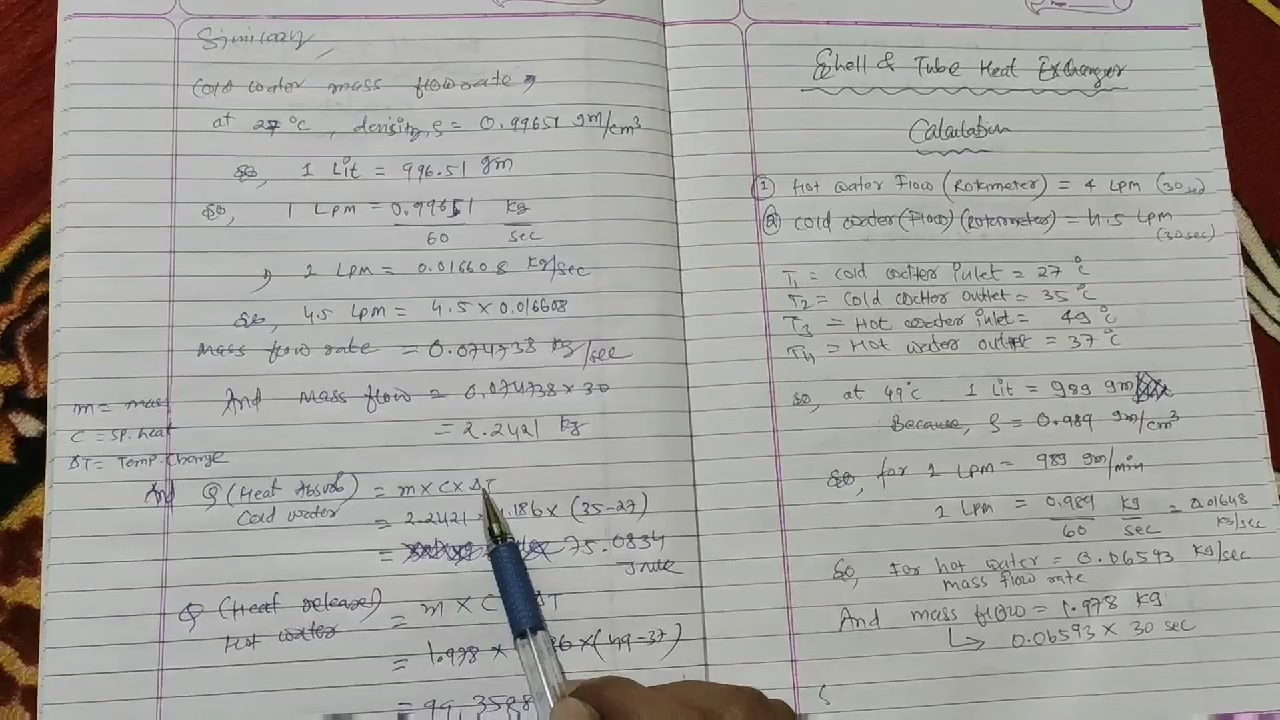 Similarly
Cold water mass flow rate,
at 27 °C, density, ρ = 0.99651 gm/cm³
so, 1 Lit = 996.51 gm
so, 1 Lpm = 0.99651 / 60 kg/sec
, 1 Lpm = 0.016608 kg/sec
so, 4.5 Lpm = 4.5 × 0.016608
Mass flow rate = 0.074738 kg/sec
And Mass flow = 0.074738 × 30
= 2.2421 kg
m = mass
C = SP. heat
ΔT = Temp. Change
And Q (Heat Absorb) = m × C × ΔT
Cold water
= 2.2421 × .186 × (35-27)
= 75.0834
Joule
Q (Heat release) = m × C ΔT
Hot water
= 1.978 × 86 × (49-37)
= 99.3588
Shell & Tube Heat Exchanger
Calculation
① Hot water Flow (Rotameter) = 4 LPM (30 sec)
② Cold water (Flow) (Rotameter) = 4.5 LPM
(30 sec)
T₁ = Cold water inlet = 27 °C
T₂ = Cold water outlet = 35 °C
T₃ = Hot water inlet = 49 °C
T₄ = Hot water outlet = 37 °C
so, at 49°C 1 Lit = 989 gm
Because, ρ = 0.989 gm/cm³
so, for 1 Lpm = 989 gm/min
1 LPM = 0.989 / 60 kg/sec = 0.01648 kg/sec
So, For hot water = 0.06593 kg/sec
mass flow rate
And mass flow = 1.978 kg
↳ 0.06593 × 30 sec